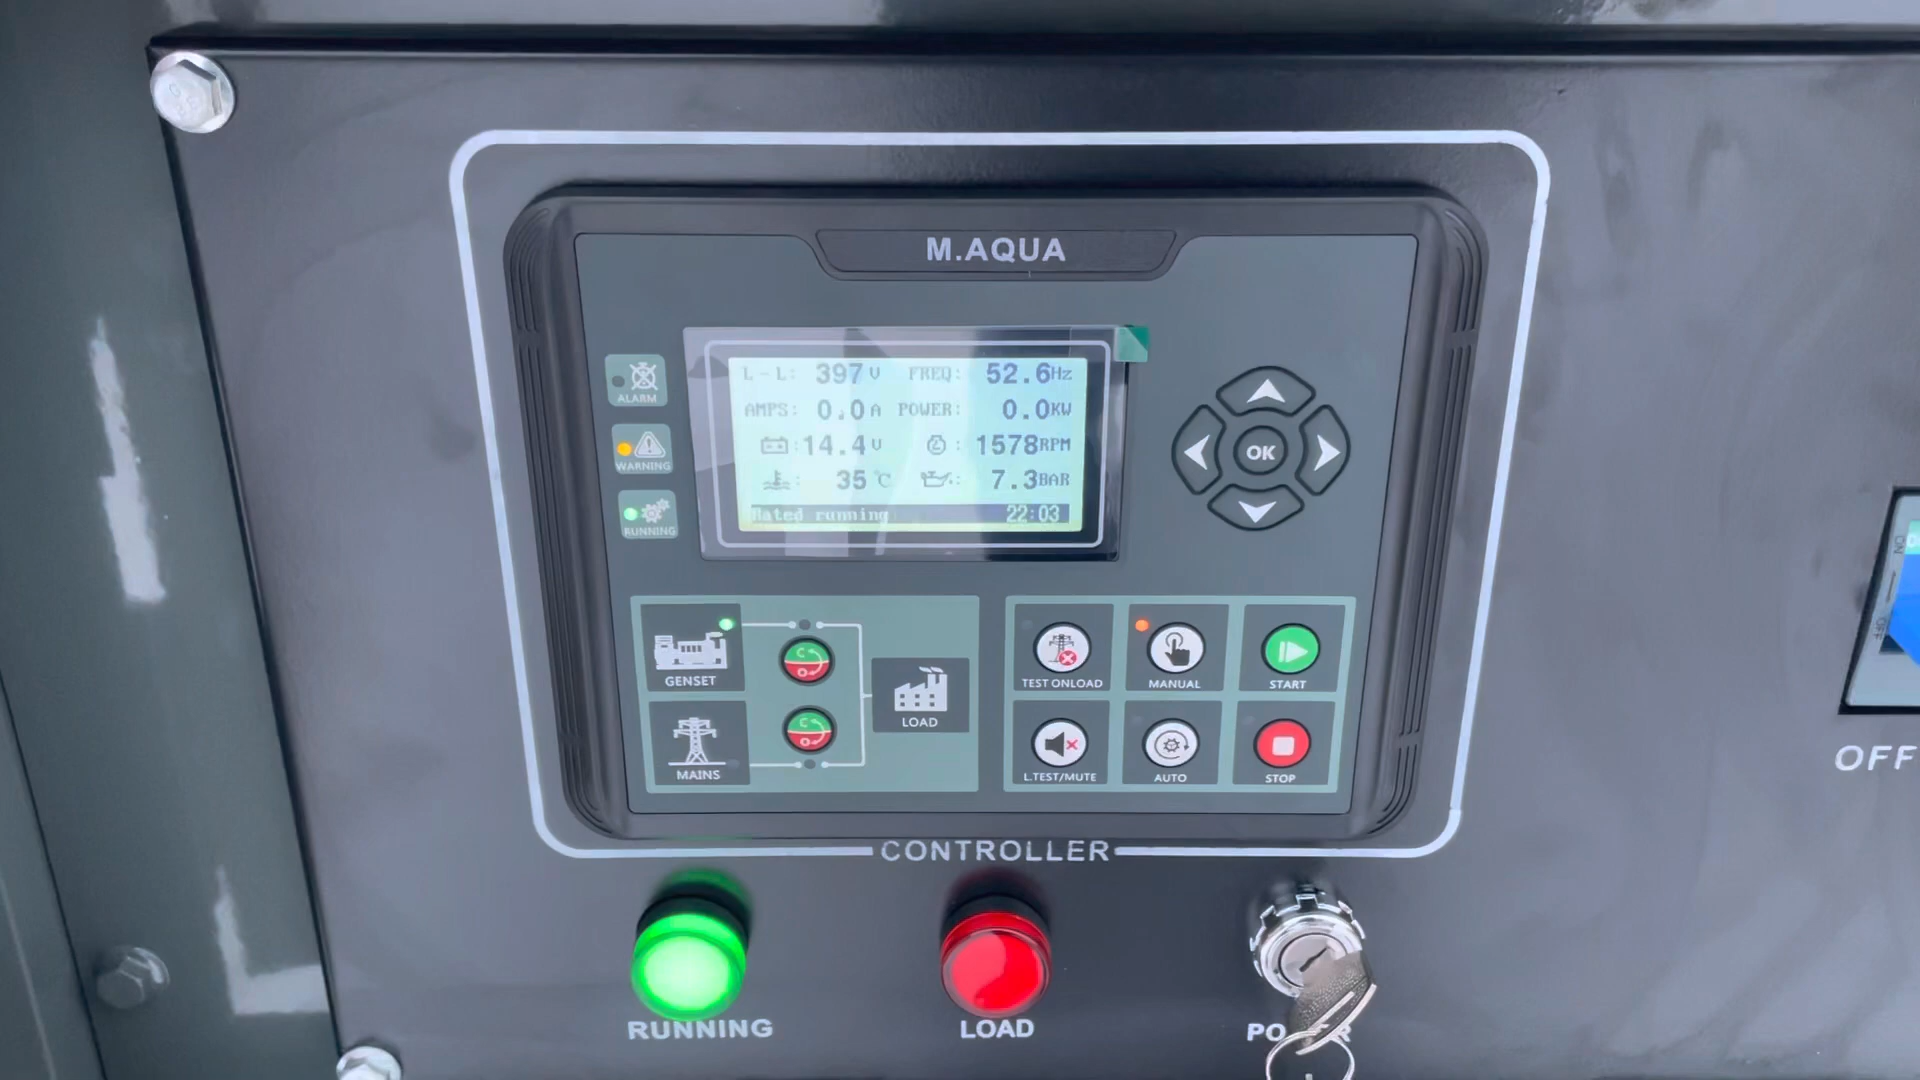 M.AQUA
L-L: 397 V FREQ: 52.6Hz
AMPS: 0.0 A POWER: 0.0KW
: 14.4 V : 1578RPM
: 35 °C : 7.3BAR
Rated running 22:03
ALARM
WARNING
RUNNING
OK
GENSET
MAINS
LOAD
TEST ONLOAD
MANUAL
START
L.TEST/MUTE
AUTO
STOP
C
O
C
O
CONTROLLER
RUNNING
LOAD
ON
OFF
OFF